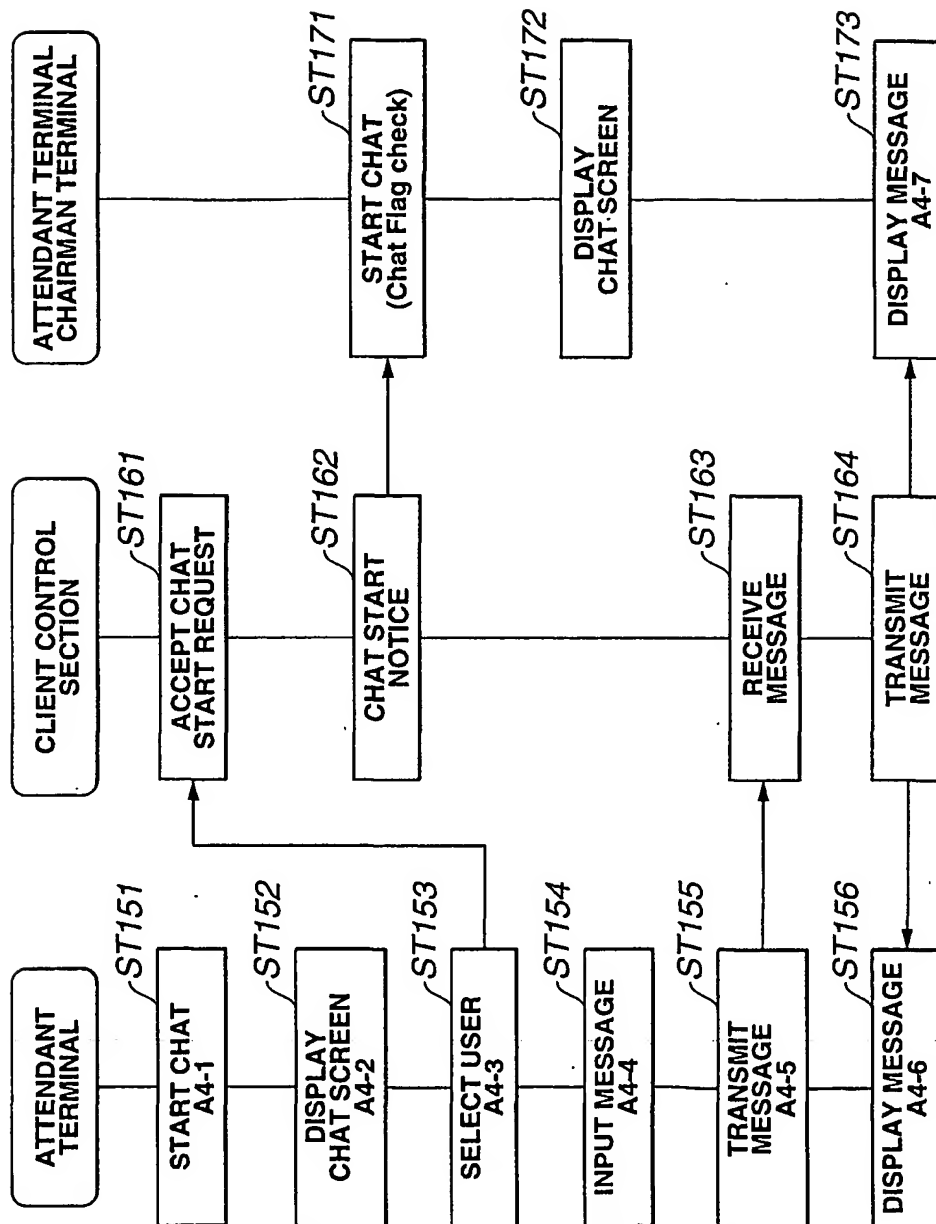 ATTENDANT
TERMINAL
START CHAT
A4-1
ST151
DISPLAY
CHAT SCREEN
A4-2
ST152
SELECT USER
A4-3
ST153
INPUT MESSAGE
A4-4
ST154
TRANSMIT
MESSAGE
A4-5
ST155
DISPLAY MESSAGE
A4-6
ST156
CLIENT CONTROL
SECTION
ACCEPT CHAT
START REQUEST
ST161
CHAT START
NOTICE
ST162
RECEIVE
MESSAGE
ST163
TRANSMIT
MESSAGE
ST164
ATTENDANT TERMINAL
CHAIRMAN TERMINAL
START CHAT
(Chat Flag check)
ST171
DISPLAY
CHAT SCREEN
ST172
DISPLAY MESSAGE
A4-7
ST173